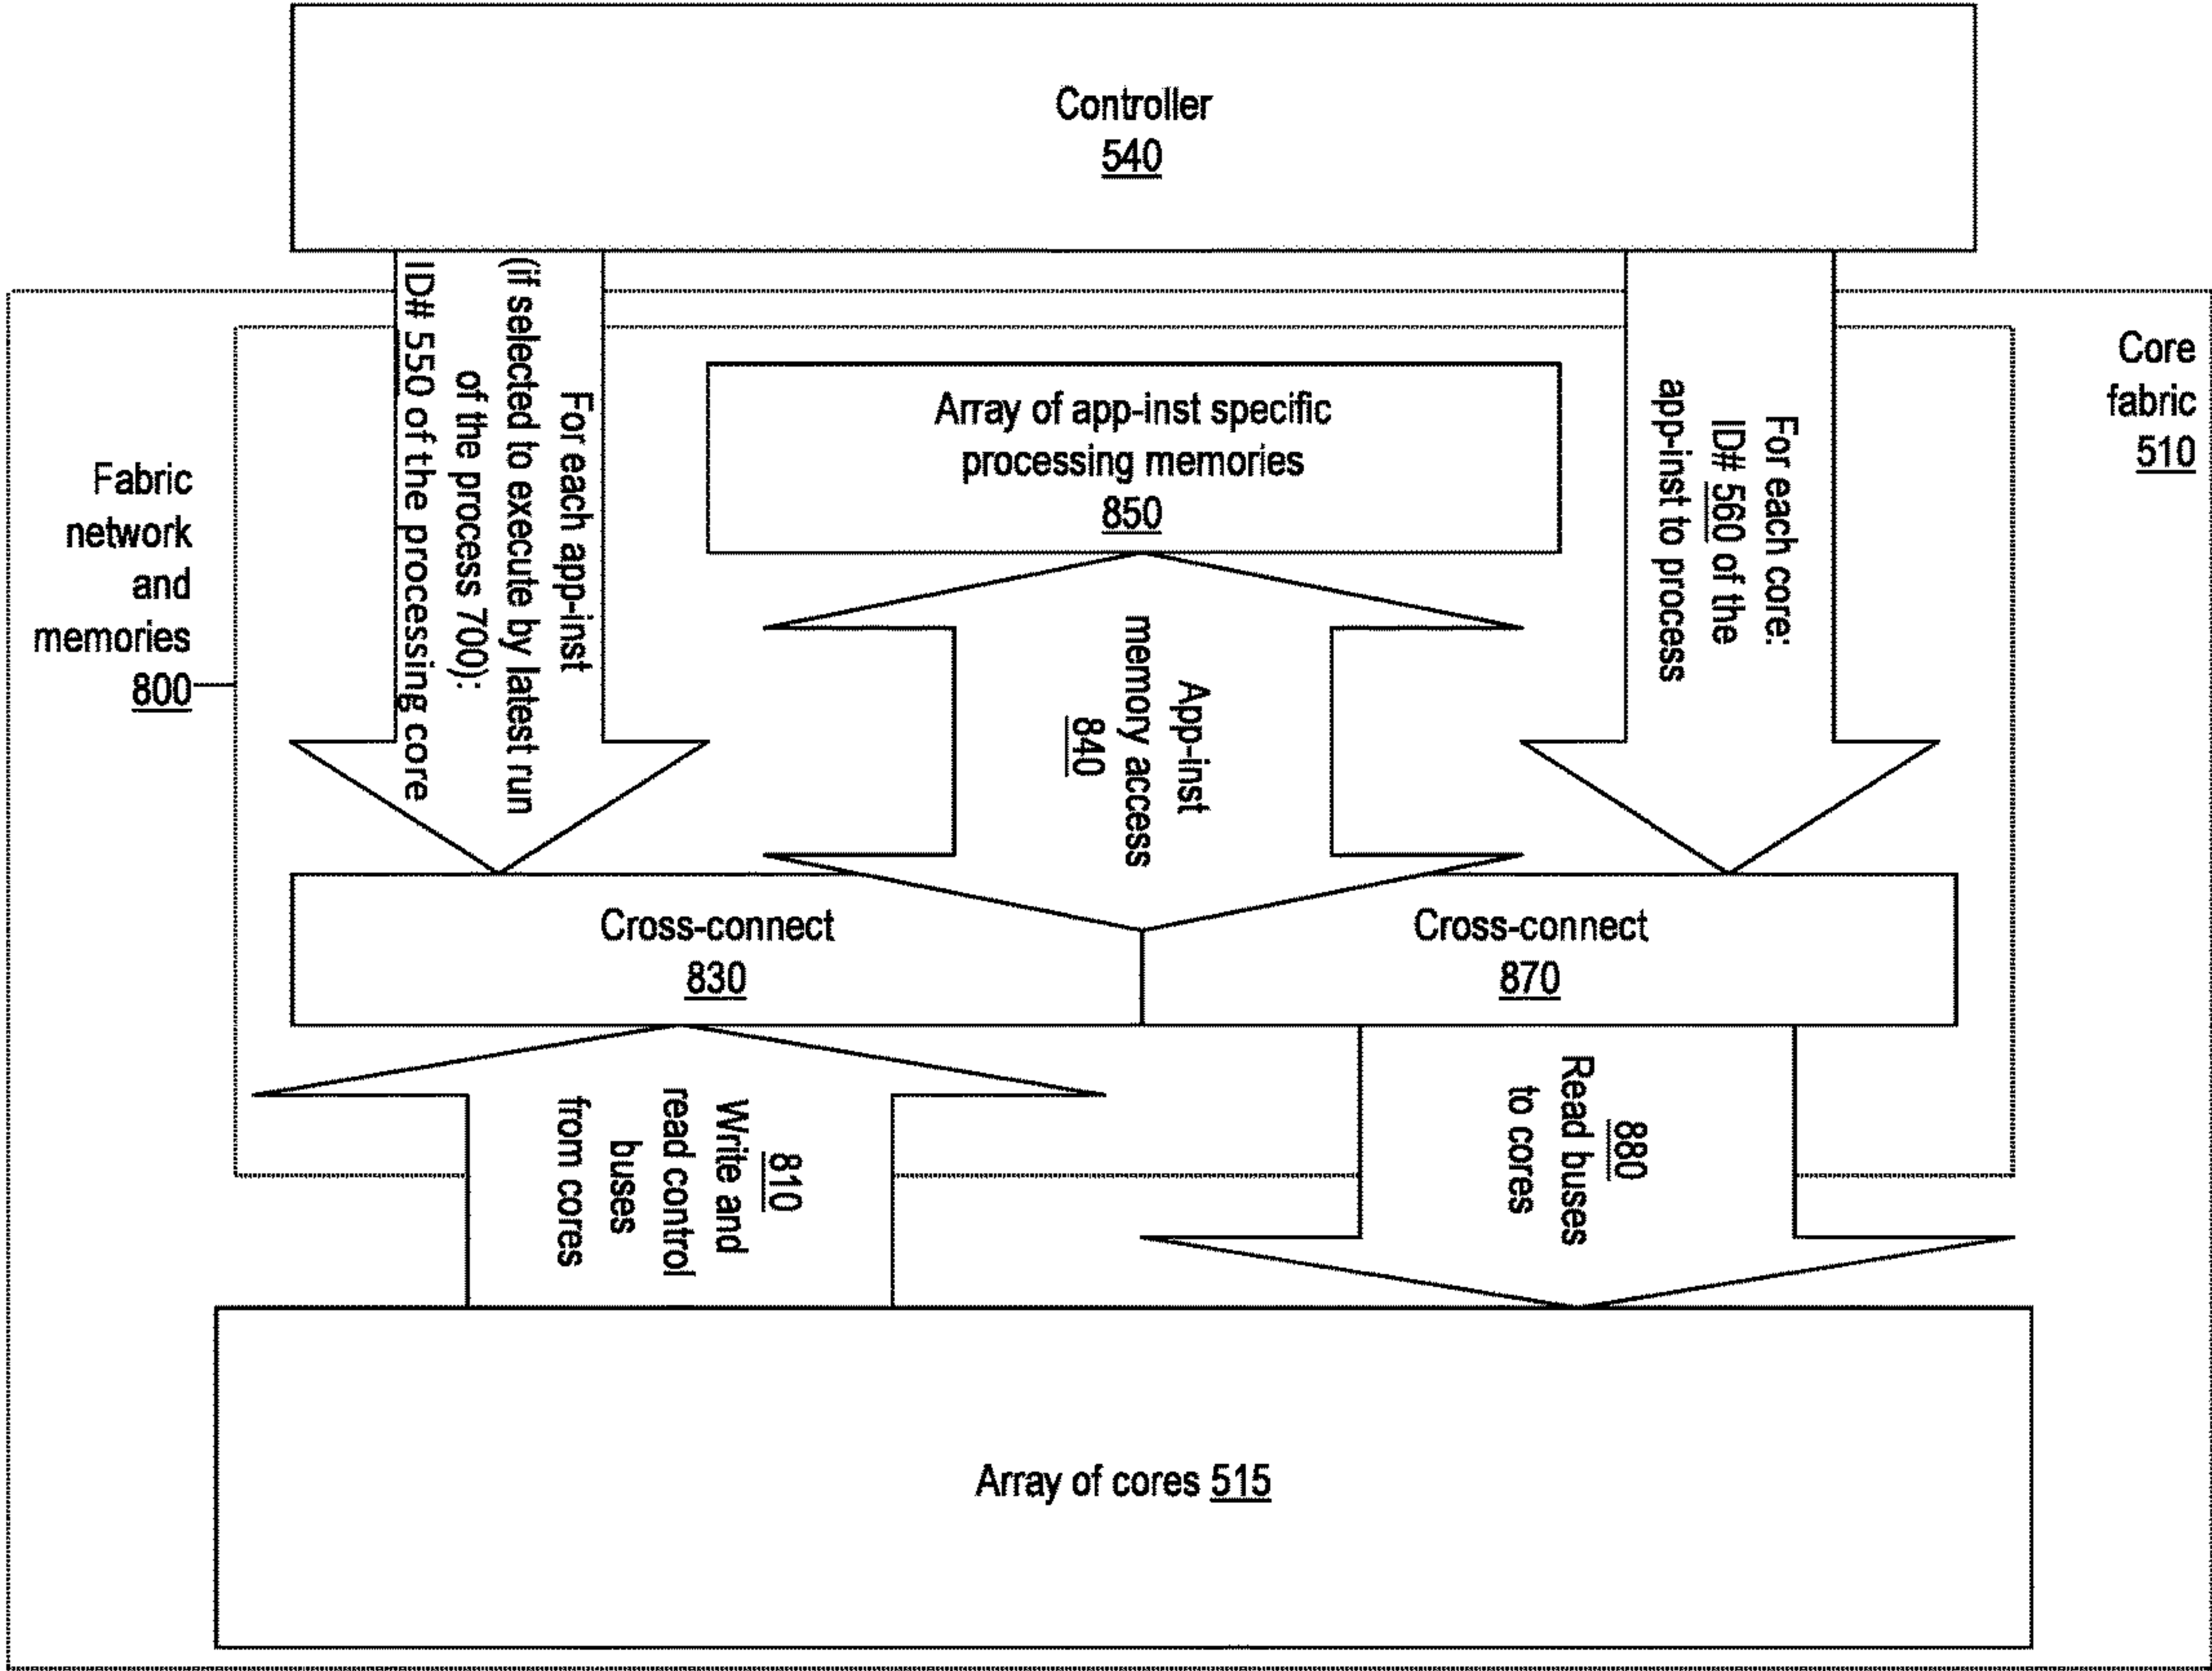 Controller
540
For each app-inst
(if selected to execute by latest run
of the process 700):
ID# 550 of the processing core
For each core:
ID# 560 of the
app-inst to process
Core
fabric
510
Array of app-inst specific
processing memories
850
Fabric
network
and
memories
800
App-inst
memory access
840
Cross-connect
830
Cross-connect
870
810
Write and
read control
buses
from cores
880
Read buses
to cores
Array of cores 515